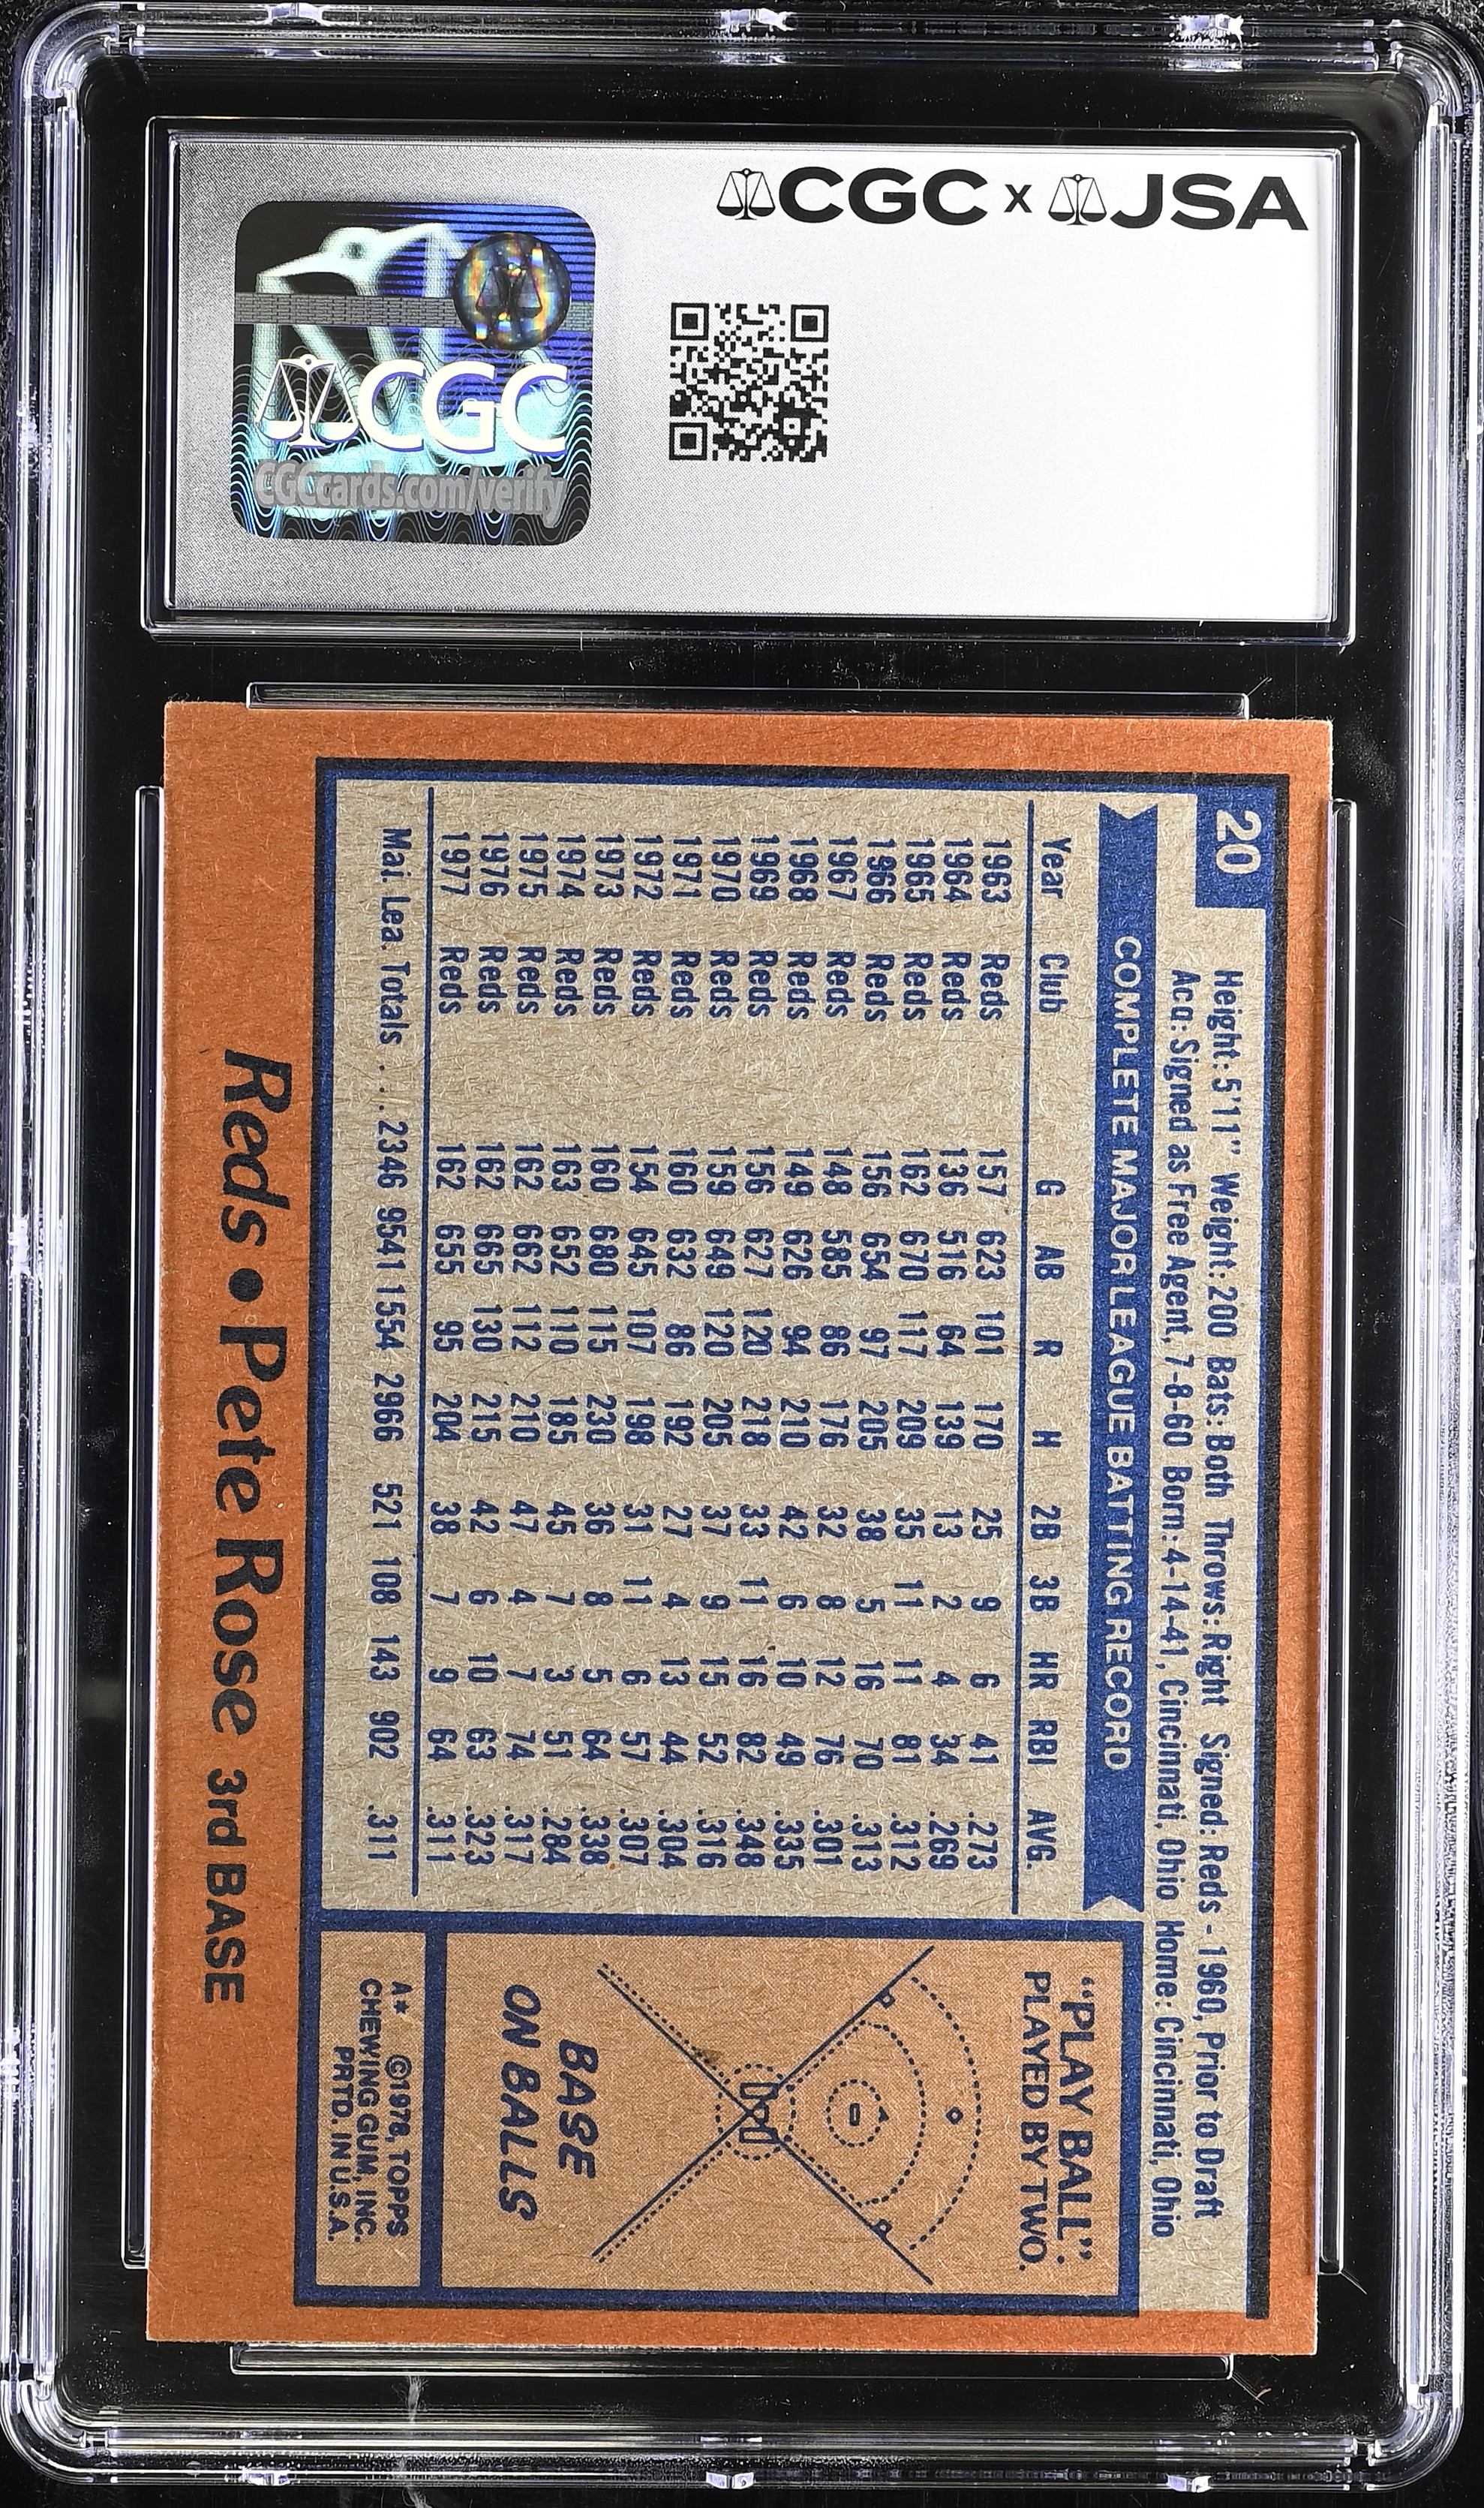 CGC x JSA
CGC
CGCcards.com/verify
20
Height: 5'11" Weight: 200 Bats: Both Throws: Right Signed: Reds - 1960, Prior to Draft
Acq: Signed as Free Agent, 7-8-60 Born: 4-14-41, Cincinnati, Ohio Home: Cincinnati, Ohio
COMPLETE MAJOR LEAGUE BATTING RECORD
Year Club G AB R H 2B 3B HR RBI AVG.
1963 Reds 157 623 101 170 25 9 6 41 .273
1964 Reds 136 516 64 139 13 2 4 34 .269
1965 Reds 162 670 117 209 35 11 11 81 .312
1966 Reds 156 654 97 205 38 5 16 70 .313
1967 Reds 148 585 86 176 32 8 12 76 .301
1968 Reds 149 626 94 210 42 6 10 49 .335
1969 Reds 156 627 120 218 33 11 16 82 .348
1970 Reds 159 649 120 205 37 9 15 52 .316
1971 Reds 160 632 86 192 27 4 13 44 .304
1972 Reds 154 645 107 198 31 11 6 57 .307
1973 Reds 160 680 115 230 36 8 5 64 .338
1974 Reds 163 652 110 185 45 7 3 51 .284
1975 Reds 162 662 112 210 47 4 7 74 .317
1976 Reds 162 665 130 215 42 6 10 63 .323
1977 Reds 162 655 95 204 38 7 9 64 .311
Maj. Lea. Totals .... 2346 9541 1554 2966 521 108 143 902 .311
"PLAY BALL":
PLAYED BY TWO.
BASE
ON BALLS
A* ©1978, TOPPS
CHEWING GUM, INC.
PRTD. IN U.S.A.
Reds • Pete Rose 3rd BASE